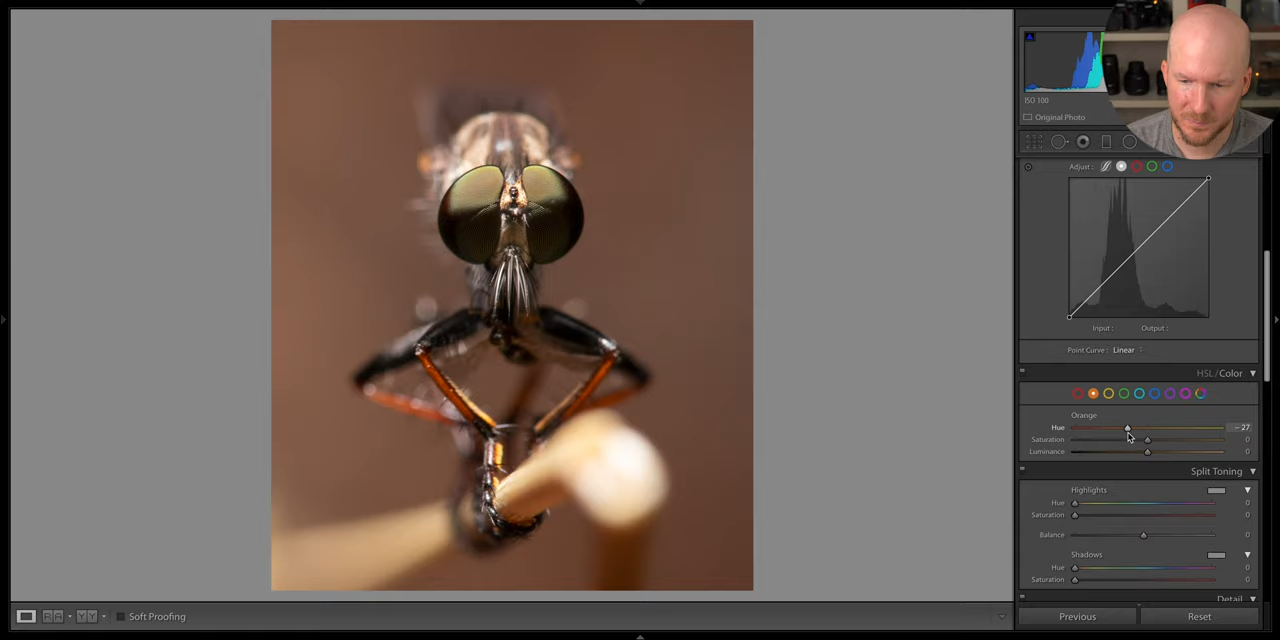 ISO 100
Original Photo
Adjust :
Input : Output :
Point Curve : Linear
HSL / Color
Orange
Hue - 27
Saturation 0
Luminance 0
Split Toning
Highlights
Hue 0
Saturation 0
Balance 0
Shadows
Hue 0
Saturation 0
Detail
Previous Reset
R A Y Y Soft Proofing